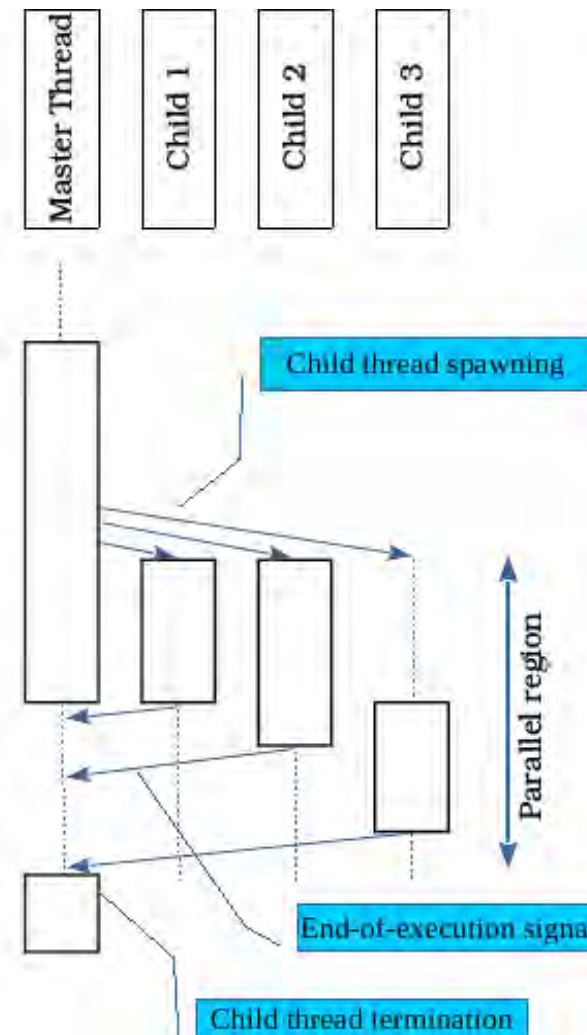 Master Thread
Child 1
Child 2
Child 3
Child thread spawning
Parallel region
End-of-execution signa
Child thread termination